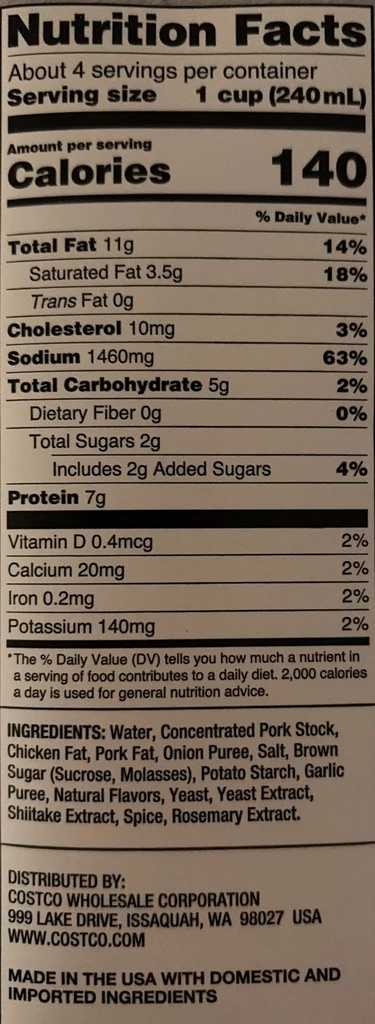 Nutrition Facts
About 4 servings per container
Serving size 1 cup (240mL)
Amount per serving
Calories 140
% Daily Value*
Total Fat 11g 14%
Saturated Fat 3.5g 18%
Trans Fat 0g
Cholesterol 10mg 3%
Sodium 1460mg 63%
Total Carbohydrate 5g 2%
Dietary Fiber 0g 0%
Total Sugars 2g
Includes 2g Added Sugars 4%
Protein 7g
Vitamin D 0.4mcg 2%
Calcium 20mg 2%
Iron 0.2mg 2%
Potassium 140mg 2%
*The % Daily Value (DV) tells you how much a nutrient in
a serving of food contributes to a daily diet. 2,000 calories
a day is used for general nutrition advice.
INGREDIENTS: Water, Concentrated Pork Stock,
Chicken Fat, Pork Fat, Onion Puree, Salt, Brown
Sugar (Sucrose, Molasses), Potato Starch, Garlic
Puree, Natural Flavors, Yeast, Yeast Extract,
Shiitake Extract, Spice, Rosemary Extract.
DISTRIBUTED BY:
COSTCO WHOLESALE CORPORATION
999 LAKE DRIVE, ISSAQUAH, WA 98027 USA
WWW.COSTCO.COM
MADE IN THE USA WITH DOMESTIC AND
IMPORTED INGREDIENTS